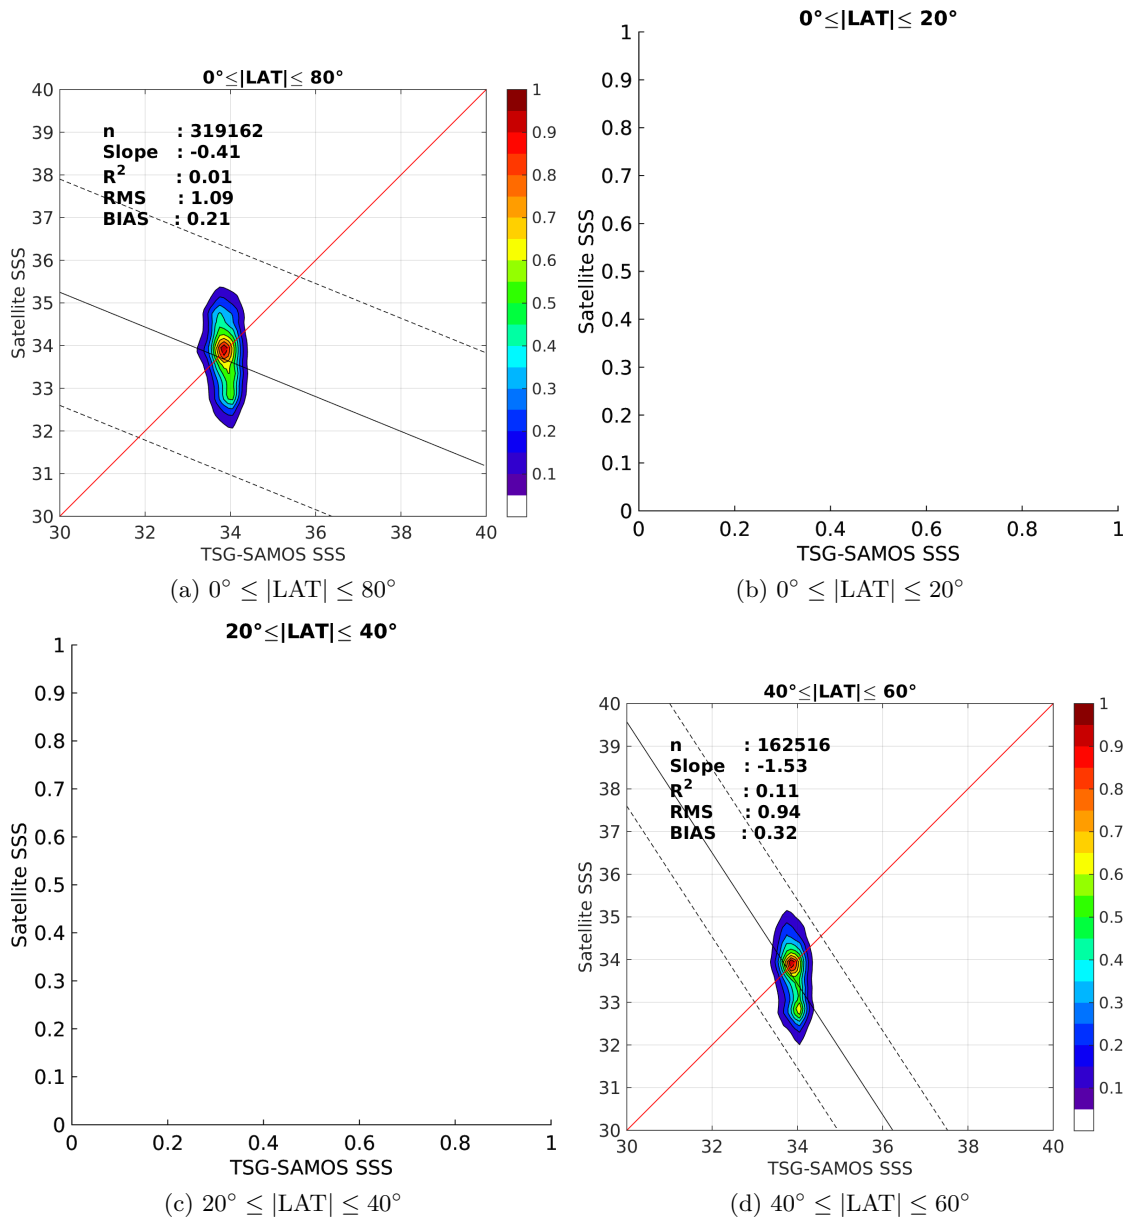 0°≤|LAT|≤ 80°
40
39
38
37
36
35
34
33
32
31
30
Satellite SSS
n : 319162
Slope : -0.41
R² : 0.01
RMS : 1.09
BIAS : 0.21
30 32 34 36 38 40
TSG-SAMOS SSS
1
0.9
0.8
0.7
0.6
0.5
0.4
0.3
0.2
0.1
(a) 0° ≤ |LAT| ≤ 80°
0°≤|LAT|≤ 20°
1
0.9
0.8
0.7
0.6
0.5
0.4
0.3
0.2
0.1
0
Satellite SSS
0 0.2 0.4 0.6 0.8 1
TSG-SAMOS SSS
(b) 0° ≤ |LAT| ≤ 20°
20°≤|LAT|≤ 40°
1
0.9
0.8
0.7
0.6
0.5
0.4
0.3
0.2
0.1
0
Satellite SSS
0 0.2 0.4 0.6 0.8 1
TSG-SAMOS SSS
(c) 20° ≤ |LAT| ≤ 40°
40°≤|LAT|≤ 60°
40
39
38
37
36
35
34
33
32
31
30
Satellite SSS
n : 162516
Slope : -1.53
R² : 0.11
RMS : 0.94
BIAS : 0.32
30 32 34 36 38 40
TSG-SAMOS SSS
1
0.9
0.8
0.7
0.6
0.5
0.4
0.3
0.2
0.1
(d) 40° ≤ |LAT| ≤ 60°